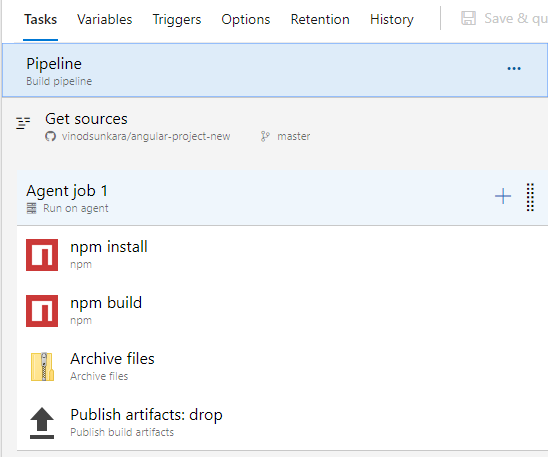 Tasks Variables Triggers Options Retention History Save & qu
Pipeline
Build pipeline
Get sources
vinodsunkara/angular-project-new master
Agent job 1
Run on agent
npm install
npm
npm build
npm
Archive files
Archive files
Publish artifacts: drop
Publish build artifacts